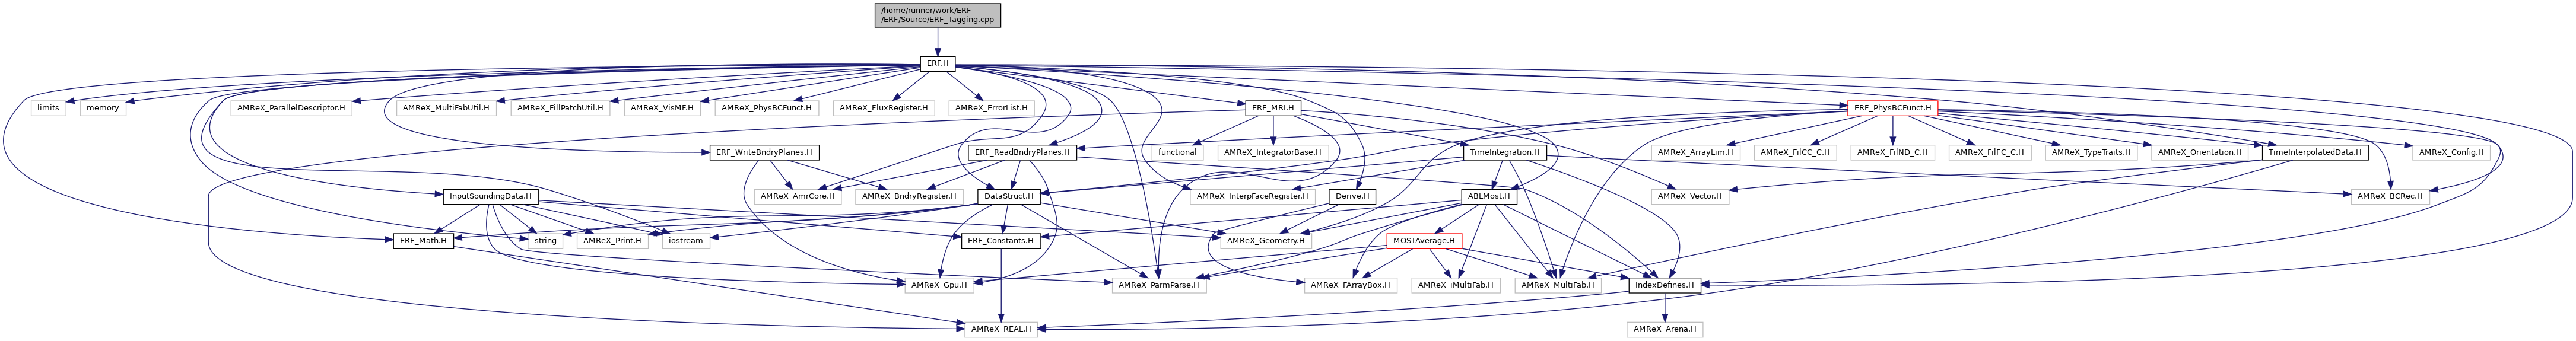 /home/runner/work/ERF
/ERF/Source/ERF_Tagging.cpp
ERF.H
limits
memory
AMReX_ParallelDescriptor.H
AMReX_MultiFabUtil.H
AMReX_FillPatchUtil.H
AMReX_VisMF.H
AMReX_PhysBCFunct.H
AMReX_FluxRegister.H
AMReX_ErrorList.H
ERF_MRI.H
ERF_PhysBCFunct.H
ERF_WriteBndryPlanes.H
ERF_ReadBndryPlanes.H
functional
AMReX_IntegratorBase.H
TimeIntegration.H
AMReX_ArrayLim.H
AMReX_FilCC_C.H
AMReX_FilND_C.H
AMReX_FilFC_C.H
AMReX_TypeTraits.H
AMReX_Orientation.H
TimeInterpolatedData.H
AMReX_Config.H
InputSoundingData.H
AMReX_AmrCore.H
AMReX_BndryRegister.H
DataStruct.H
AMReX_InterpFaceRegister.H
Derive.H
ABLMost.H
AMReX_Vector.H
AMReX_BCRec.H
ERF_Math.H
string
AMReX_Print.H
iostream
ERF_Constants.H
AMReX_Geometry.H
MOSTAverage.H
AMReX_Gpu.H
AMReX_ParmParse.H
AMReX_FArrayBox.H
AMReX_iMultiFab.H
AMReX_MultiFab.H
IndexDefines.H
AMReX_REAL.H
AMReX_Arena.H